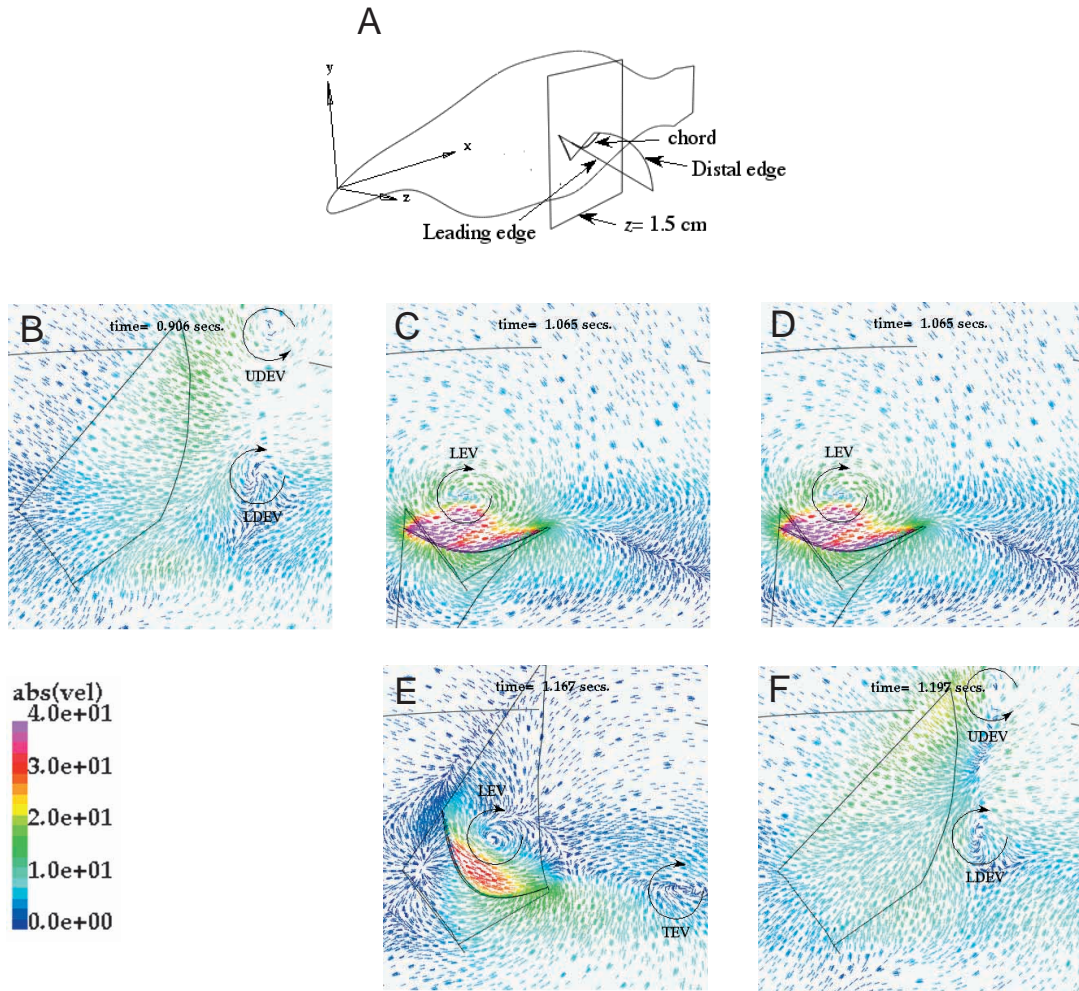 A
y
x
z
chord
Distal edge
Leading edge
z= 1.5 cm
B
time= 0.906 secs.
UDEV
LDEV
C
time= 1.065 secs.
LEV
D
time= 1.065 secs.
LEV
abs(vel)
4.0e+01
3.0e+01
2.0e+01
1.0e+01
0.0e+00
E
time= 1.167 secs.
LEV
TEV
F
time= 1.197 secs.
UDEV
LDEV